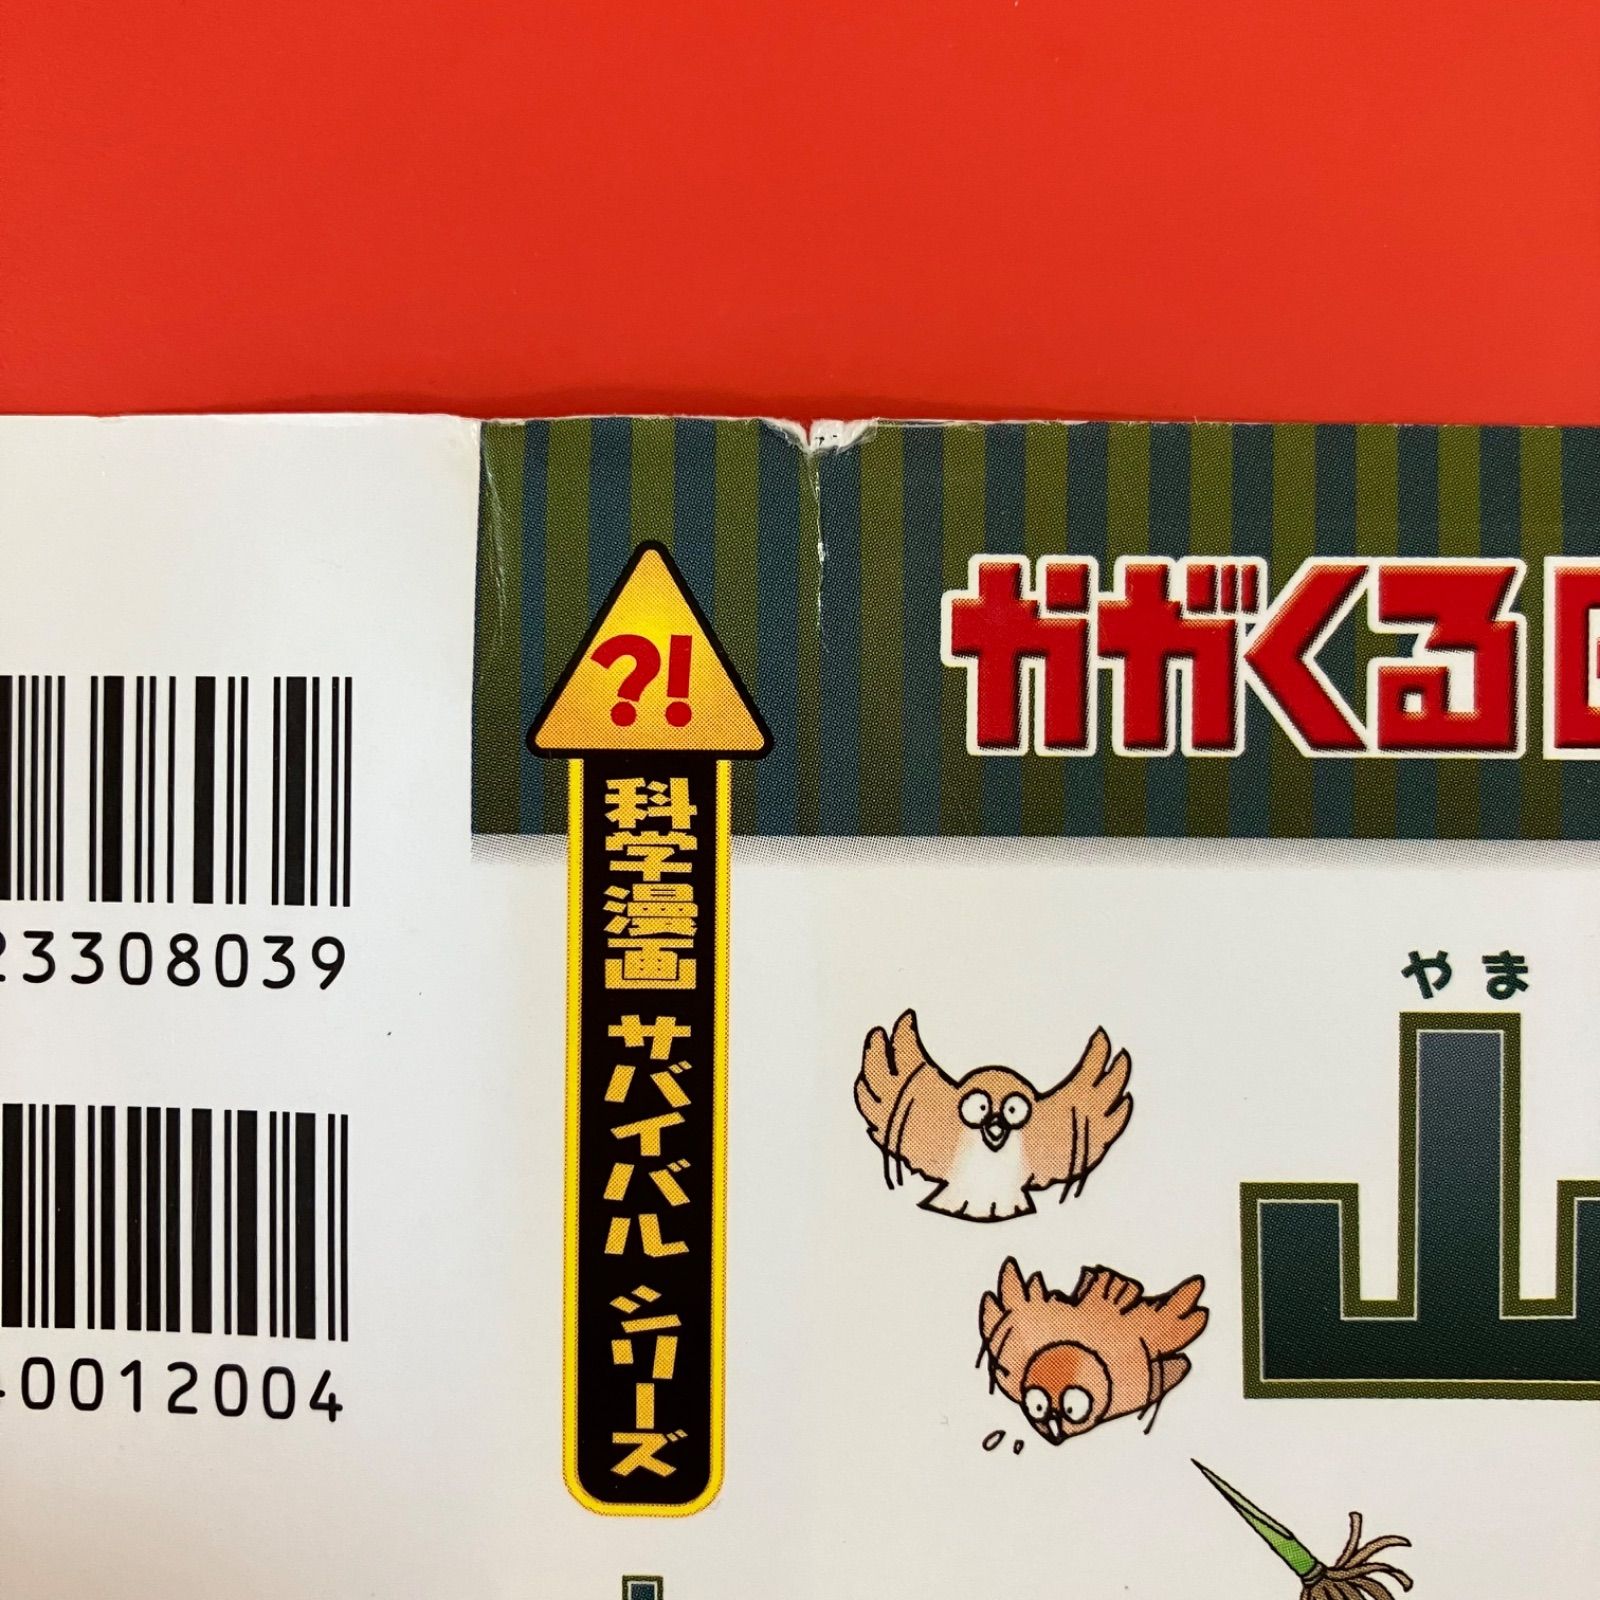 ?!
科学漫画 サバイバル シリーズ
かがくる
23308039
0012004
やま
山